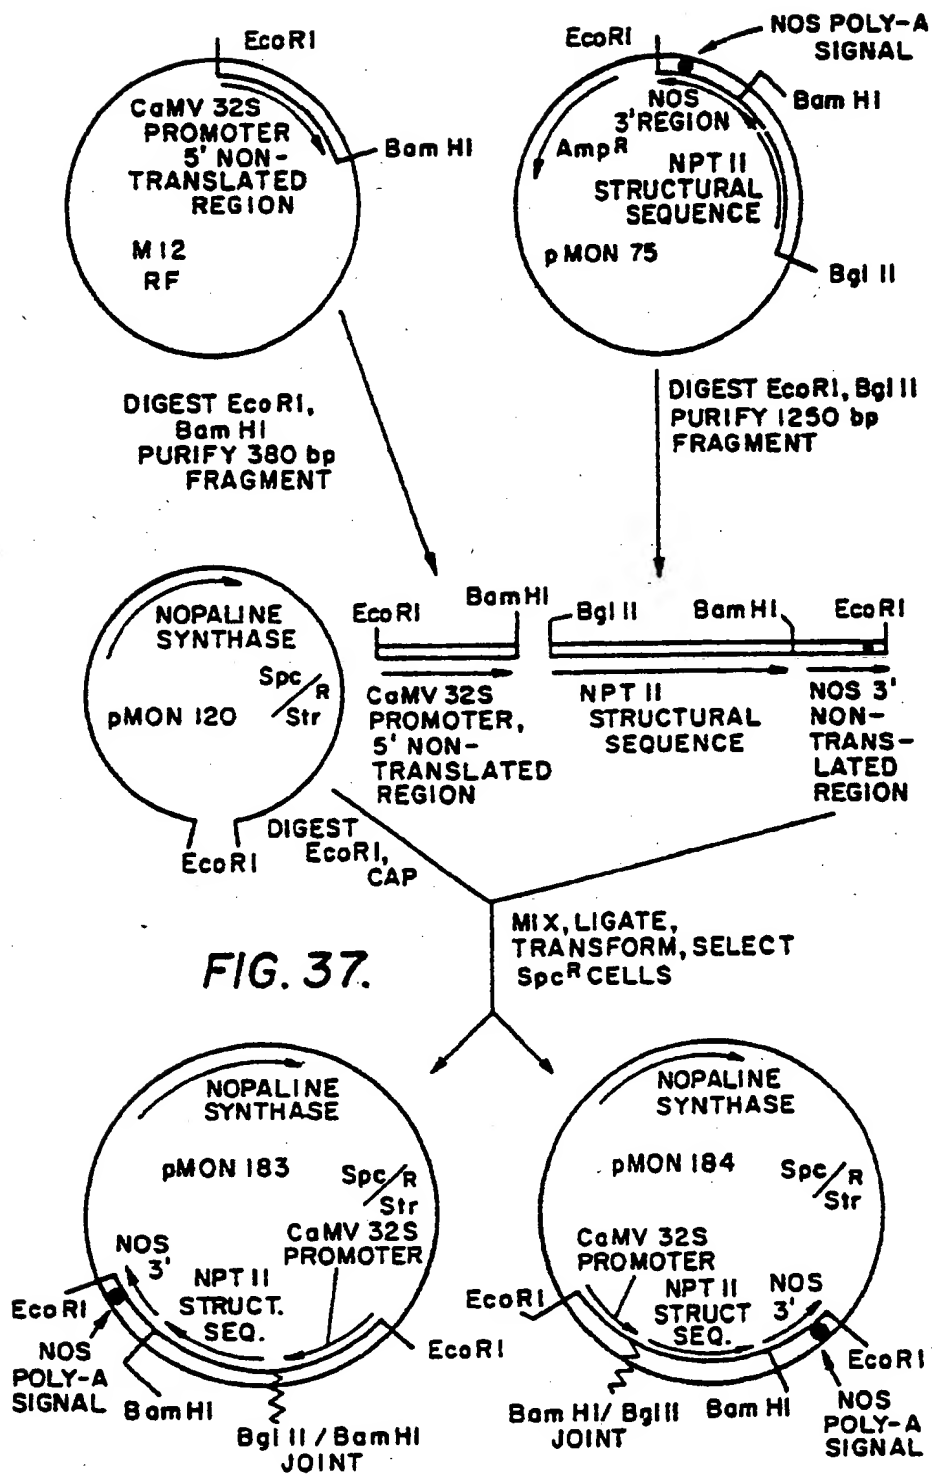 EcoRI
CaMV 32S
PROMOTER
5' NON-
TRANSLATED
REGION
Bam HI
M12
RF
EcoRI
NOS POLY-A
SIGNAL
Bam HI
NOS
3'REGION
AmpR
NPT II
STRUCTURAL
SEQUENCE
pMON 75
Bgl II
DIGEST EcoRI,
Bam HI
PURIFY 380 bp
FRAGMENT
DIGEST EcoRI, Bgl II
PURIFY 1250 bp
FRAGMENT
NOPALINE
SYNTHASE
Spc/R
Str
pMON 120
EcoRI
DIGEST
EcoRI,
CAP
EcoRI
BamHI
CaMV 32S
PROMOTER,
5' NON-
TRANSLATED
REGION
Bgl II
BamHI
EcoRI
NPT II
STRUCTURAL
SEQUENCE
NOS 3'
NON-
TRANS-
LATED
REGION
MIX, LIGATE,
TRANSFORM, SELECT
SpcR CELLS
FIG. 37.
NOPALINE
SYNTHASE
pMON 183
Spc/R
Str
CaMV 32S
PROMOTER
NOS
3'
NPT II
STRUCT.
SEQ.
EcoRI
EcoRI
NOS
POLY-A
SIGNAL
BamHI
Bgl II / BamHI
JOINT
NOPALINE
SYNTHASE
pMON 184
Spc/R
Str
CaMV 32S
PROMOTER
NPT II
STRUCT
SEQ.
NOS
3'
EcoRI
EcoRI
Bam HI/ BglII
JOINT
Bam HI
NOS
POLY-A
SIGNAL